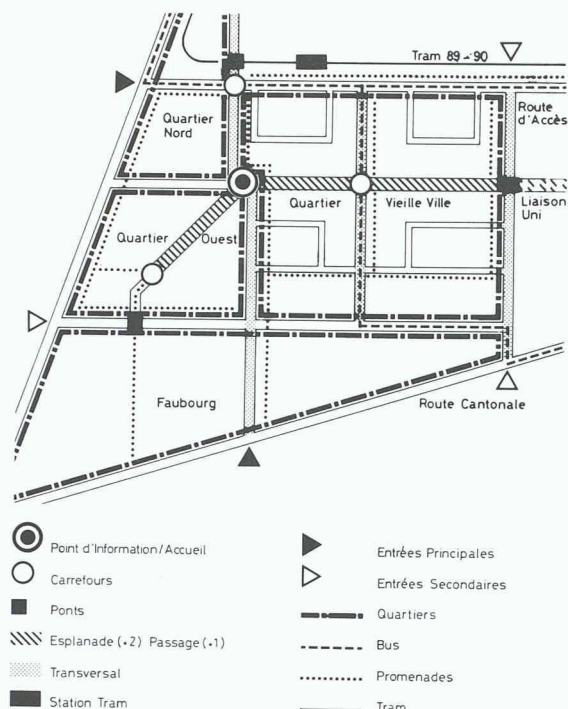 Tram 89-90
Quartier
Nord
Route
d'Accès
Quartier
Vieille Ville
Liaison
Uni
Quartier
Ouest
Faubourg
Route Cantonale
Point d'Information/Accueil
Carrefours
Ponts
Esplanade (+2) Passage (+1)
Transversal
Station Tram
Entrées Principales
Entrées Secondaires
Quartiers
Bus
Promenades
Tram